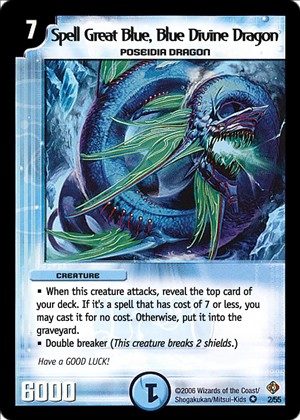 7
Spell Great Blue, Blue Divine Dragon
POSEIDIA DRAGON
CREATURE
▪ When this creature attacks, reveal the top card of
your deck. If it's a spell that has cost of 7 or less, you
may cast it for no cost. Otherwise, put it into the
graveyard.
▪ Double breaker (This creature breaks 2 shields.)
Have a GOOD LUCK!
6000
1
©2006 Wizards of the Coast/
Shogakukan/Mitsui-Kids
2/55